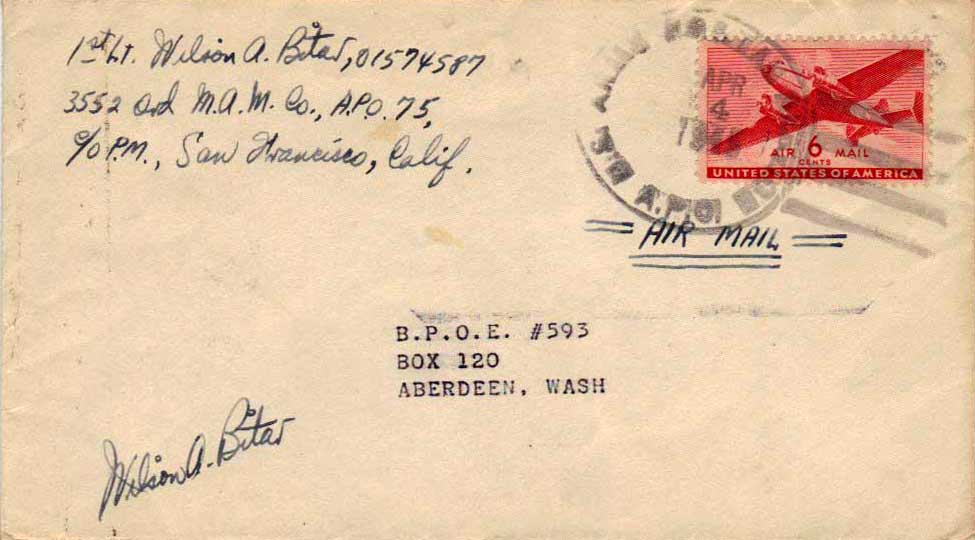 1st Lt. Wilson A. Bitar, 01574587
3552 Ord M.A.M. Co., A.P.O. 75,
c/o P.M., San Francisco, Calif.
APR
4
A.P.O.
AIR 6 MAIL
CENTS
UNITED STATES OF AMERICA
AIR MAIL
B.P.O.E. #593
BOX 120
ABERDEEN, WASH
Wilson A. Bitar